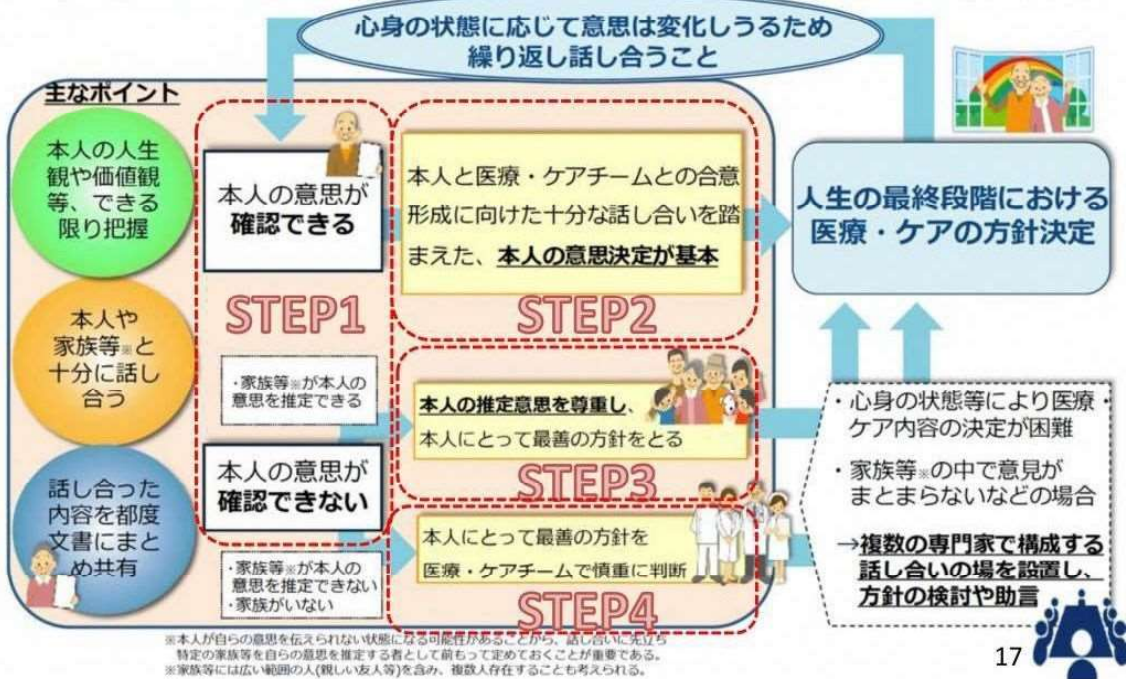 心身の状態に応じて意思は変化しうるため
繰り返し話し合うこと
主なポイント
本人の人生
観や価値観
等、できる
限り把握
本人や
家族等※と
十分に話し
合う
話し合った
内容を都度
文書にまと
め共有
本人の意思が
確認できる
STEP1
・家族等※が本人の
意思を推定できる
本人の意思が
確認できない
・家族等※が本人の
意思を推定できない
・家族がいない
本人と医療・ケアチームとの合意
形成に向けた十分な話し合いを踏
まえた、本人の意思決定が基本
STEP2
本人の推定意思を尊重し、
本人にとって最善の方針をとる
STEP3
本人にとって最善の方針を
医療・ケアチームで慎重に判断
STEP4
人生の最終段階における
医療・ケアの方針決定
・心身の状態等により医療・
ケア内容の決定が困難
・家族等※の中で意見が
まとまらないなどの場合
→複数の専門家で構成する
話し合いの場を設置し、
方針の検討や助言
※本人が自らの意思を伝えられない状態になる可能性があることから、話し合いに先立ち
特定の家族等を自らの意思を推定する者として前もって定めておくことが重要である。
※家族等には広い範囲の人(親しい友人等)を含み、複数人存在することも考えられる。
17